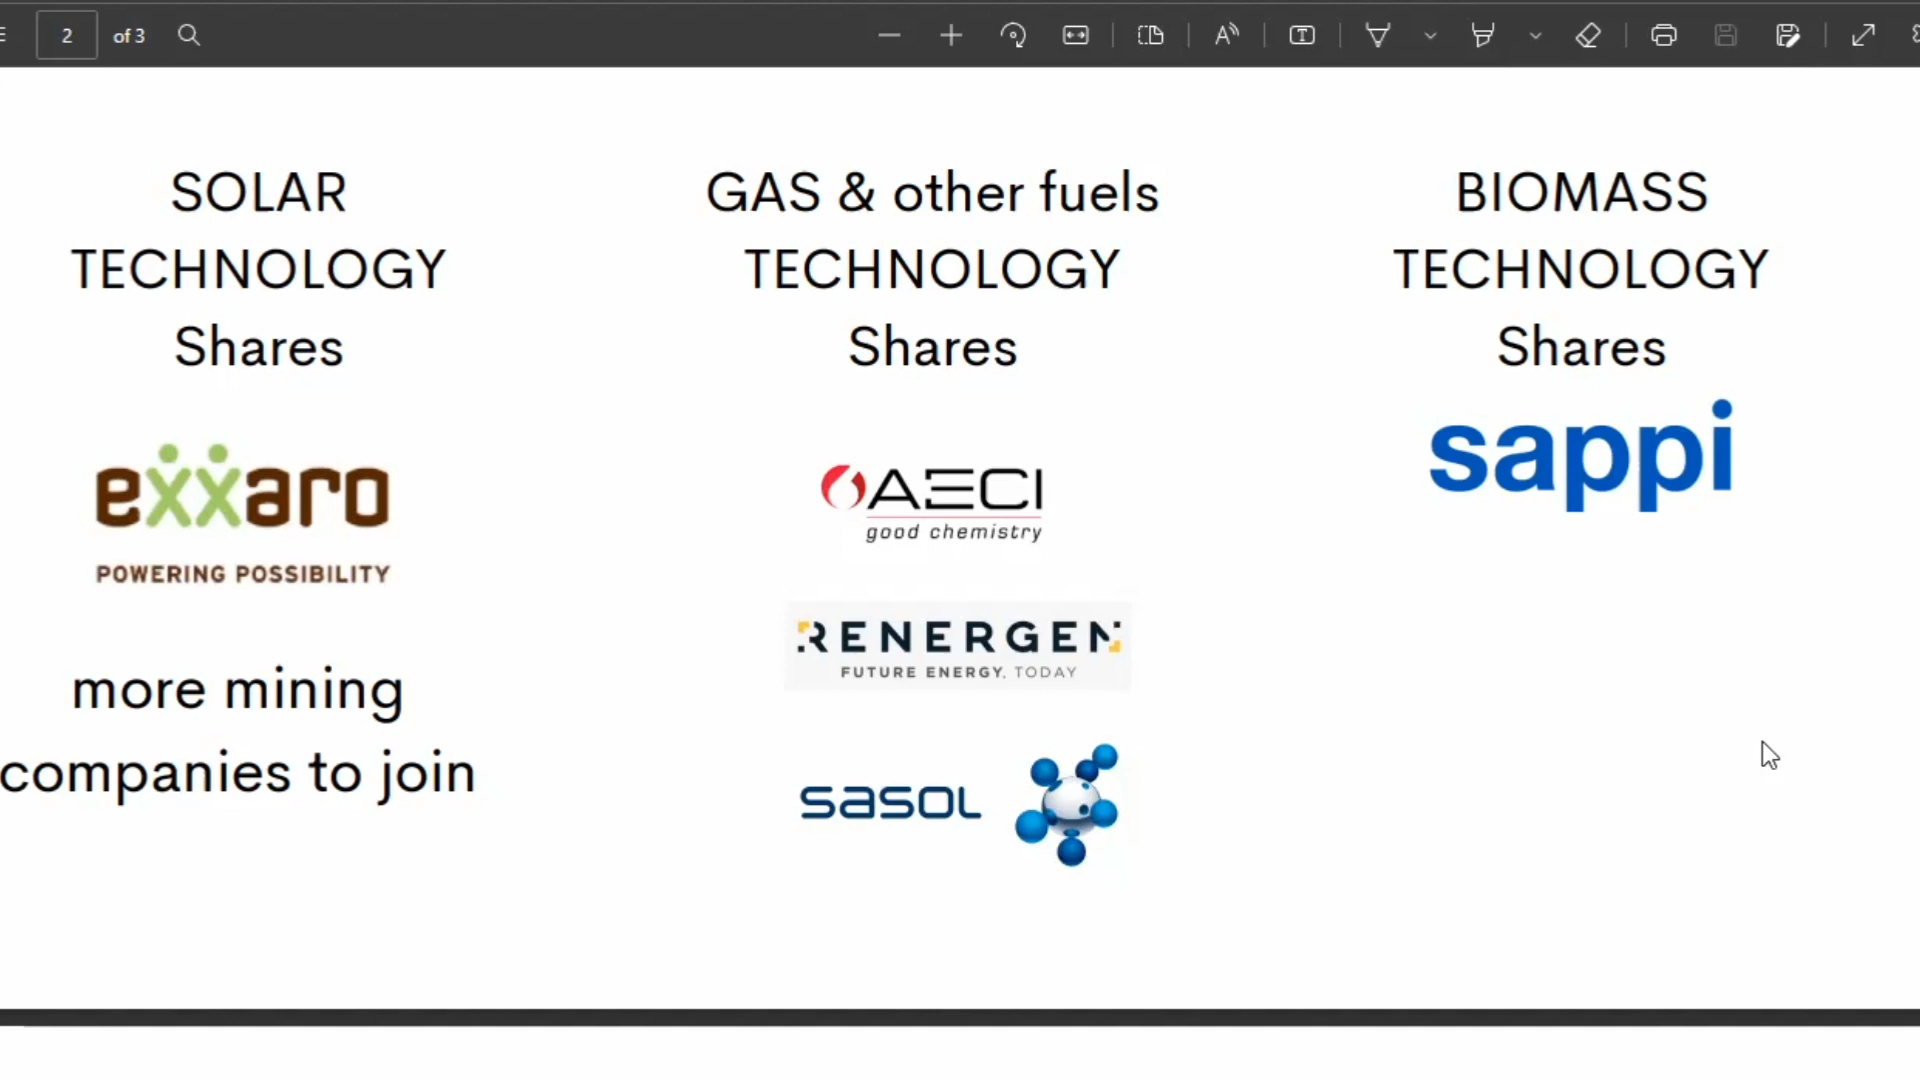 2 of 3
SOLAR
TECHNOLOGY
Shares
exxaro
POWERING POSSIBILITY
more mining
companies to join
GAS & other fuels
TECHNOLOGY
Shares
AECI
good chemistry
RENERGEN
FUTURE ENERGY, TODAY
sasol
BIOMASS
TECHNOLOGY
Shares
sappi